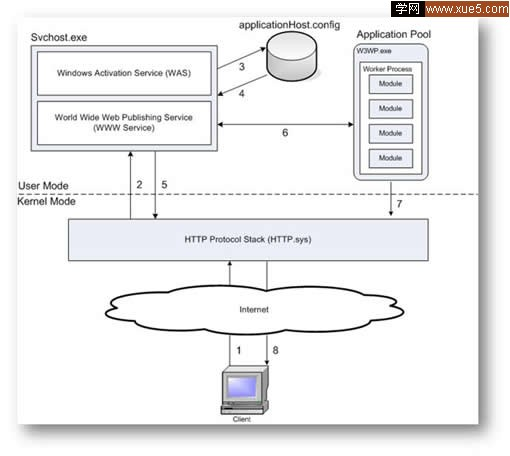 学网 www.xue5.com
applicationHost.config
Svchost.exe
Application Pool
W3WP.exe
Windows Activation Service (WAS)
3
4
Worker Process
Module
Module
Module
Module
World Wide Web Publishing Service
(WWW Service)
6
User Mode
2
5
7
Kernel Mode
HTTP Protocol Stack (HTTP.sys)
Internet
1
8
Client